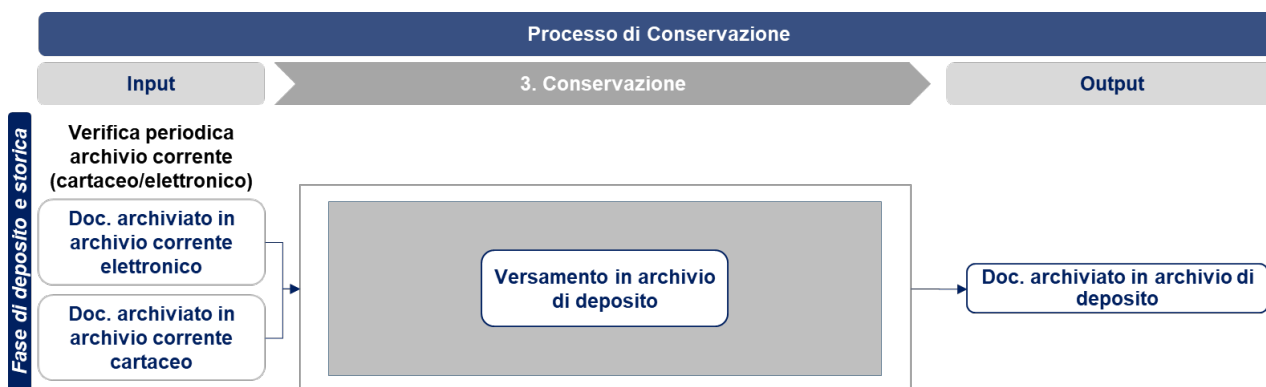 Processo di Conservazione
Input
3. Conservazione
Output
Fase di deposito e storica
Verifica periodica
archivio corrente
(cartaceo/elettronico)
Doc. archiviato in
archivio corrente
elettronico
Doc. archiviato in
archivio corrente
cartaceo
Versamento in archivio
di deposito
Doc. archiviato in archivio di
deposito